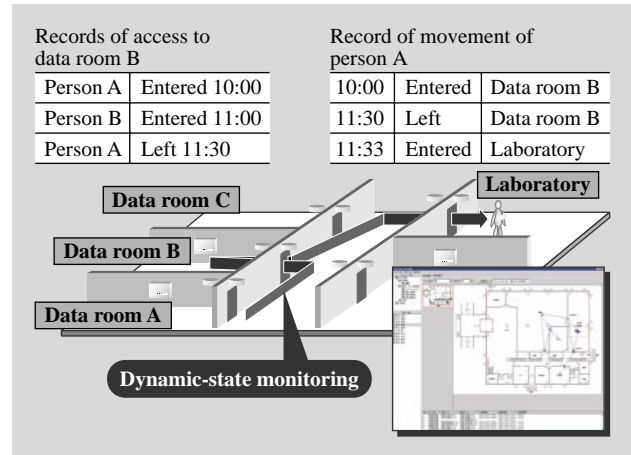 Records of access to
data room B
Person A Entered 10:00
Person B Entered 11:00
Person A Left 11:30
Record of movement of
person A
10:00 Entered Data room B
11:30 Left Data room B
11:33 Entered Laboratory
Laboratory
Data room C
Data room B
Data room A
Dynamic-state monitoring